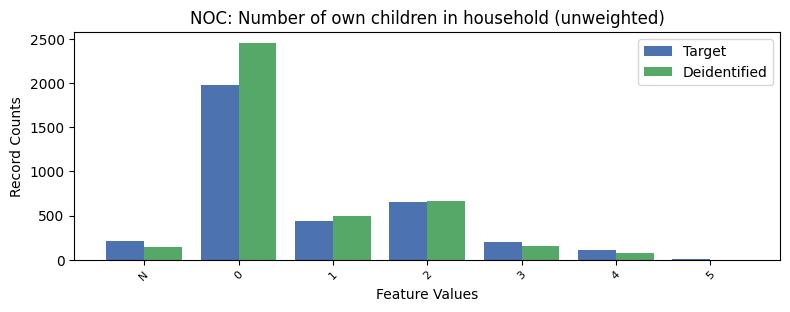 NOC: Number of own children in household (unweighted)
Target
Deidentified
Record Counts
2500
2000
1500
1000
500
0
N 0 1 2 3 4 5
Feature Values